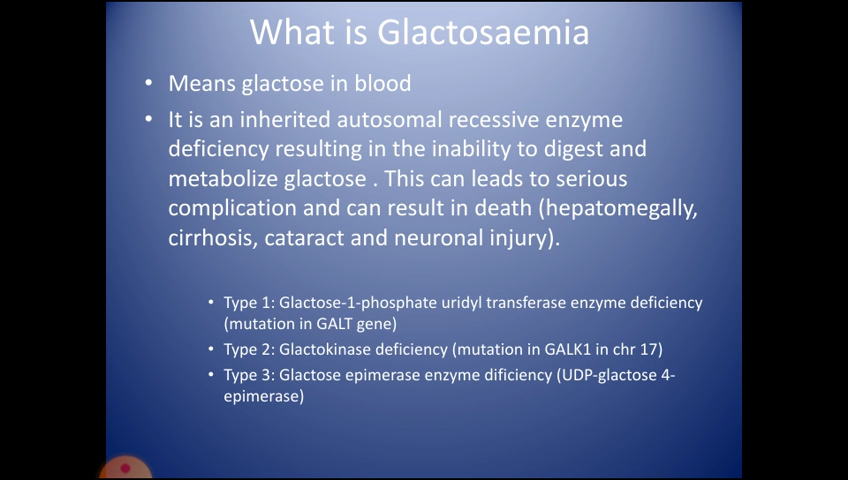 What is Glactosaemia
• Means glactose in blood
• It is an inherited autosomal recessive enzyme
deficiency resulting in the inability to digest and
metabolize glactose . This can leads to serious
complication and can result in death (hepatomegally,
cirrhosis, cataract and neuronal injury).
• Type 1: Glactose-1-phosphate uridyl transferase enzyme deficiency
(mutation in GALT gene)
• Type 2: Glactokinase deficiency (mutation in GALK1 in chr 17)
• Type 3: Glactose epimerase enzyme dificiency (UDP-glactose 4-
epimerase)